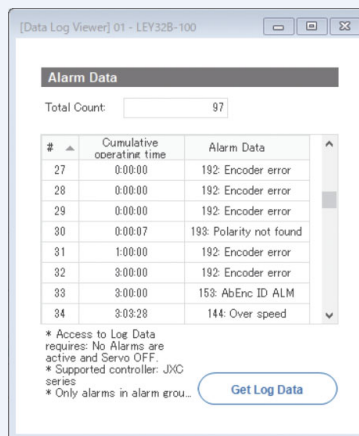 [Data Log Viewer] 01 - LEY32B-100
Alarm Data
Total Count: 97
# Cumulative operating time Alarm Data
27 0:00:00 192: Encoder error
28 0:00:00 192: Encoder error
29 0:00:00 192: Encoder error
30 0:00:07 193: Polarity not found
31 1:00:00 192: Encoder error
32 3:00:00 192: Encoder error
33 3:00:00 153: AbEnc ID ALM
34 3:03:28 144: Over speed
* Access to Log Data
requires: No Alarms are
active and Servo OFF.
* Supported controller: JXC
series
* Only alarms in alarm grou...
Get Log Data